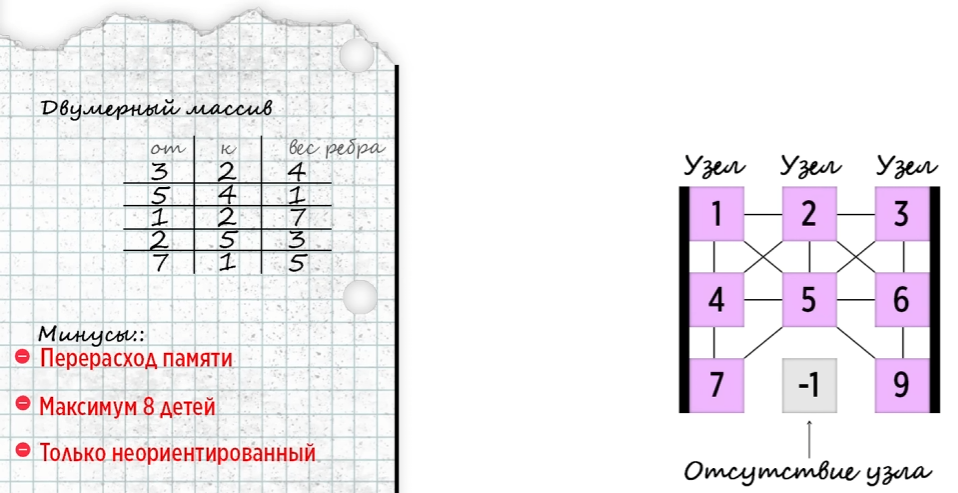 Двумерный массив
от к вес ребра
3 2 4
5 4 1
1 2 7
2 5 3
7 1 5
Минусы::
Перерасход памяти
Максимум 8 детей
Только неориентированный
Узел Узел Узел
1 2 3
4 5 6
7 -1 9
Отсутствие узла